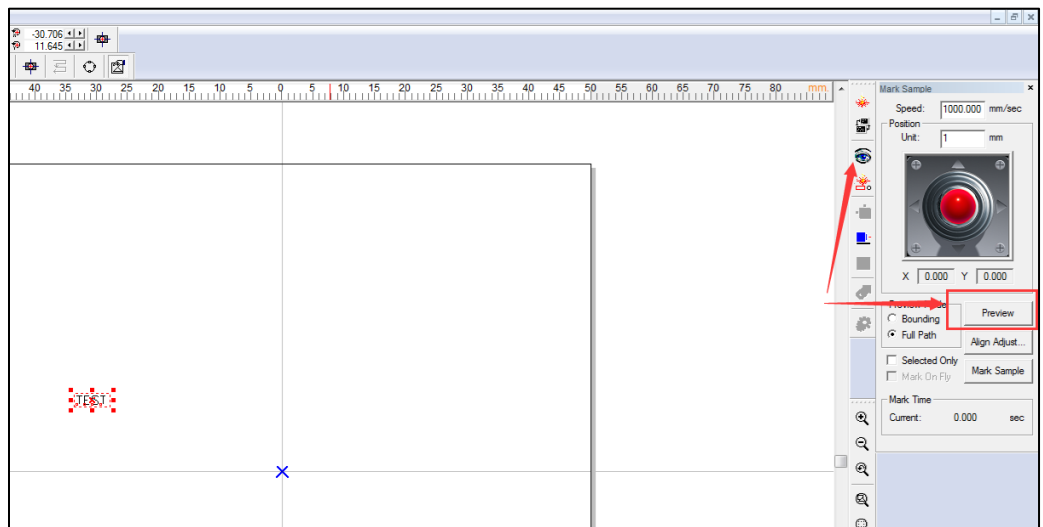 -30.706
11.645
40 35 30 25 20 15 10 5 0 5 10 15 20 25 30 35 40 45 50 55 60 65 70 75 80 mm.
Mark Sample
Speed: 1000.000 mm/sec
Position
Unit: 1 mm
X 0.000 Y 0.000
Preview
Bounding
Full Path
Align Adjust...
Selected Only
Mark On Fly
Mark Sample
TEST
Mark Time
Current: 0.000 sec